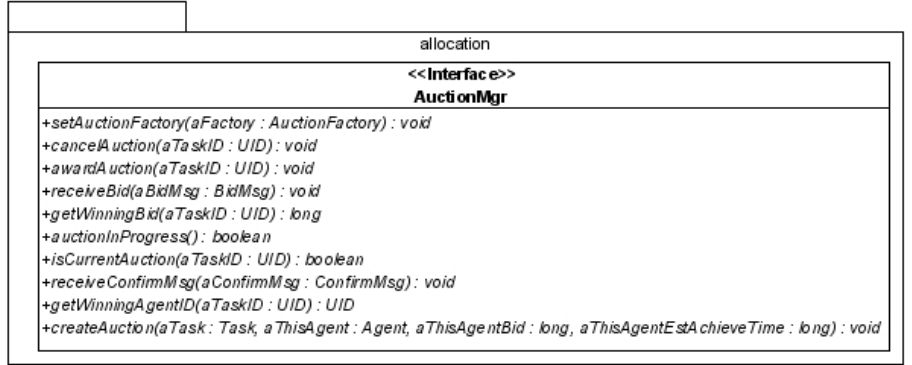 allocation
<<Interface>>
AuctionMgr
+setAuctionFactory(aFactory : AuctionFactory) : void
+cancelAuction(aTaskID : UID) : void
+awardAuction(aTaskID : UID) : void
+receiveBid(aBidMsg : BidMsg) : void
+getWinningBid(aTaskID : UID) : long
+auctionInProgress() : boolean
+isCurrentAuction(aTaskID : UID) : boolean
+receiveConfirmMsg(aConfirmMsg : ConfirmMsg) : void
+getWinningAgentID(aTaskID : UID) : UID
+createAuction(aTask : Task, aThisAgent : Agent, aThisAgentBid : long, aThisAgentEstAchieveTime : long) : void